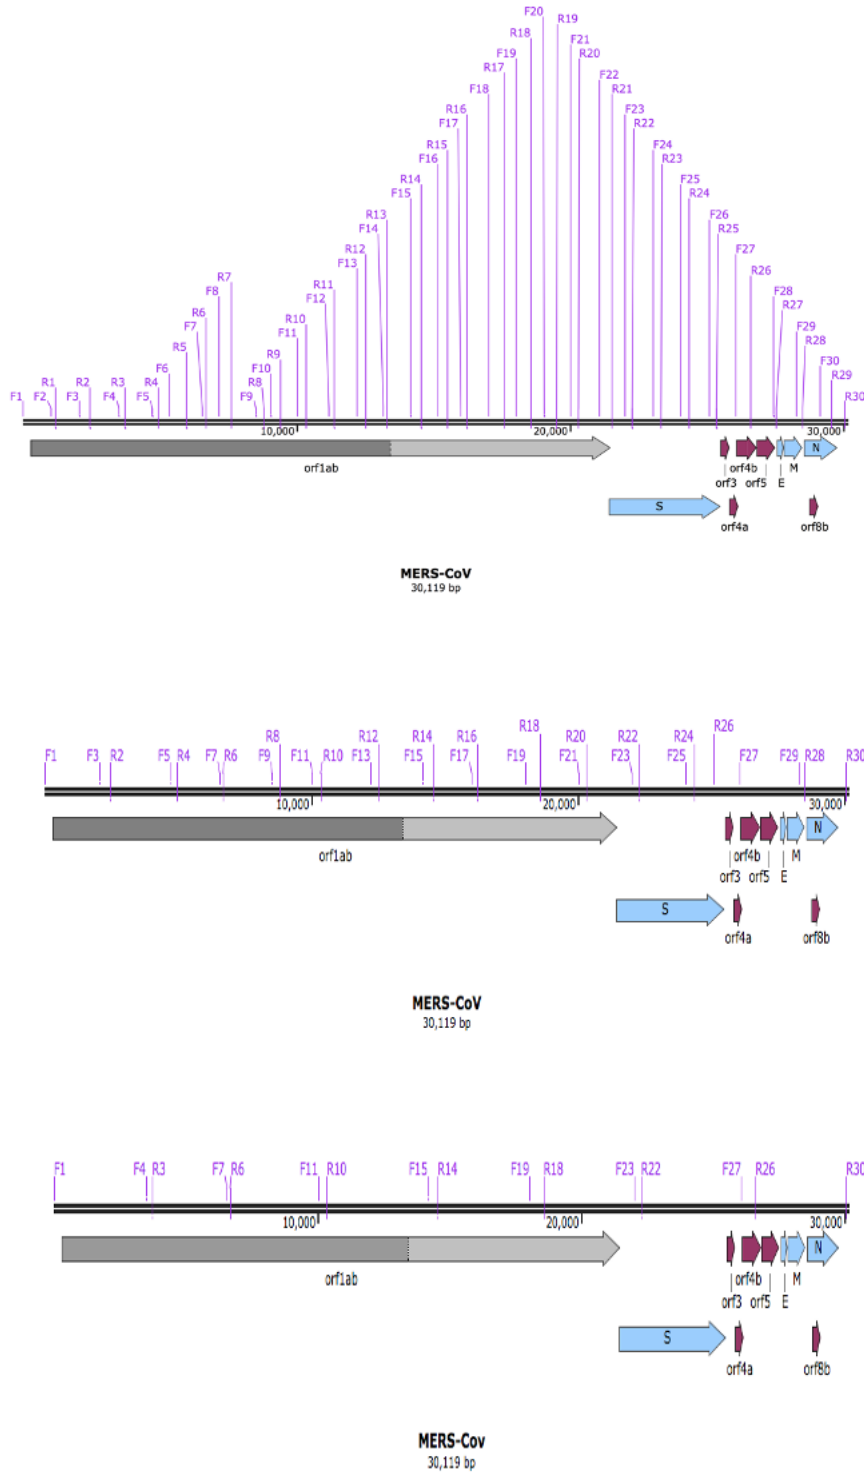 F20
R19
R18
F21
F19
R20
R17
F22
F18
R21
R16
F23
F17
R22
R15
F24
F16
R23
R14
F25
F15
R24
R13
F26
F14
R25
R12
F27
F13
R26
R11
F12
R7
F8
F28
R6
R10
R27
F7
F11
F29
R5
R9
R28
F6
F10
F30
R1
R2
R3
R4
R8
R29
F1
F2
F3
F4
F5
F9
R30
10,000
20,000
30,000
orf1ab
N
orf4b
M
orf3
orf5
E
S
orf4a
orf8b
MERS-CoV
30,119 bp
R18
R26
R8
R12
R14
R16
R20
R22
R24
F1
F3
R2
F5
R4
F7
R6
F9
F11
R10
F13
F15
F17
F19
F21
F23
F25
F27
F29
R28
R30
10,000
20,000
30,000
N
orf1ab
orf4b
M
orf3
orf5
E
S
orf4a
orf8b
MERS-CoV
30,119 bp
F1
F4
R3
F7
R6
F11
R10
F15
R14
F19
R18
F23
R22
F27
R26
R30
10,000
20,000
30,000
N
orf1ab
orf4b
M
orf3
orf5
E
S
orf4a
orf8b
MERS-Cov
30,119 bp